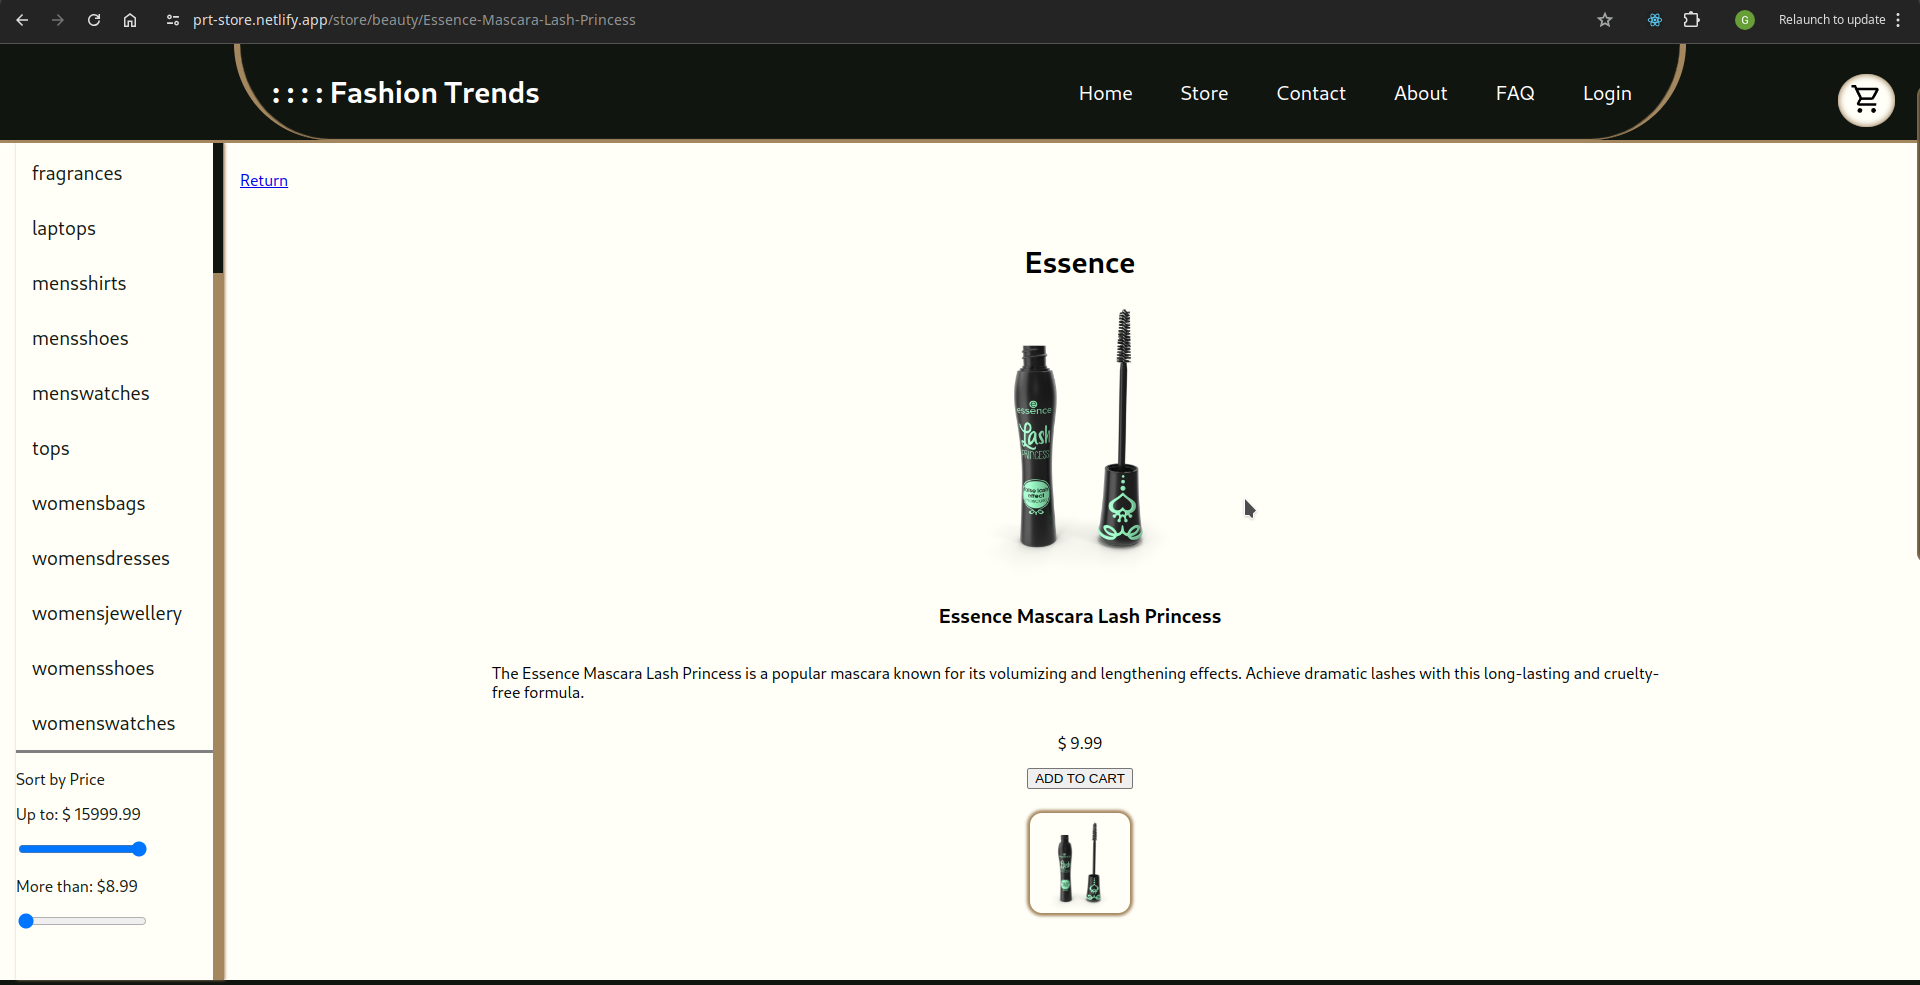 prt-store.netlify.app/store/beauty/Essence-Mascara-Lash-Princess
G
Relaunch to update
:::: Fashion Trends
Home
Store
Contact
About
FAQ
Login
fragrances
laptops
mensshirts
mensshoes
menswatches
tops
womensbags
womensdresses
womensjewellery
womensshoes
womenswatches
Sort by Price
Up to: $ 15999.99
More than: $8.99
Return
Essence
essence
Lash
PRINCESS
false lash
effect
Essence Mascara Lash Princess
The Essence Mascara Lash Princess is a popular mascara known for its volumizing and lengthening effects. Achieve dramatic lashes with this long-lasting and cruelty-
free formula.
$ 9.99
ADD TO CART